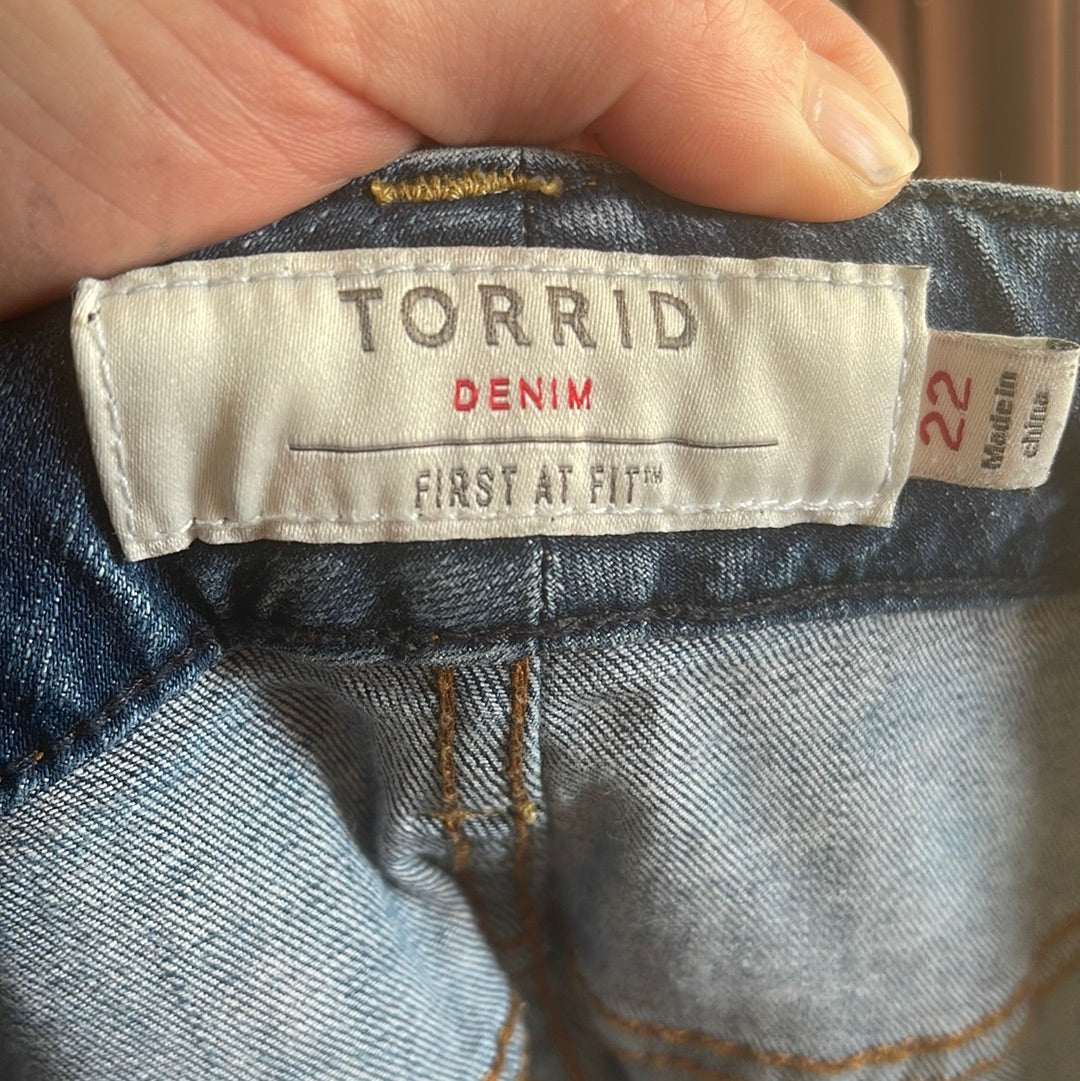 TORRID
DENIM
FIRST AT FIT™
22
Made in
china